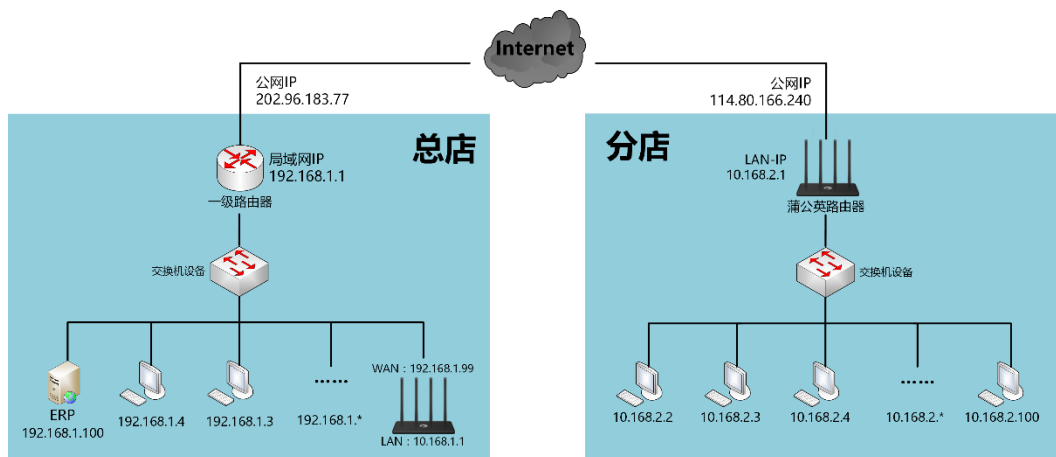 Internet
公网IP
202.96.183.77
公网IP
114.80.166.240
总店
局域网IP
192.168.1.1
一级路由器
交换机设备
ERP
192.168.1.100
192.168.1.4
192.168.1.3
······
192.168.1.*
WAN：192.168.1.99
LAN：10.168.1.1
分店
LAN-IP
10.168.2.1
蒲公英路由器
交换机设备
10.168.2.2
10.168.2.3
10.168.2.4
······
10.168.2.*
10.168.2.100